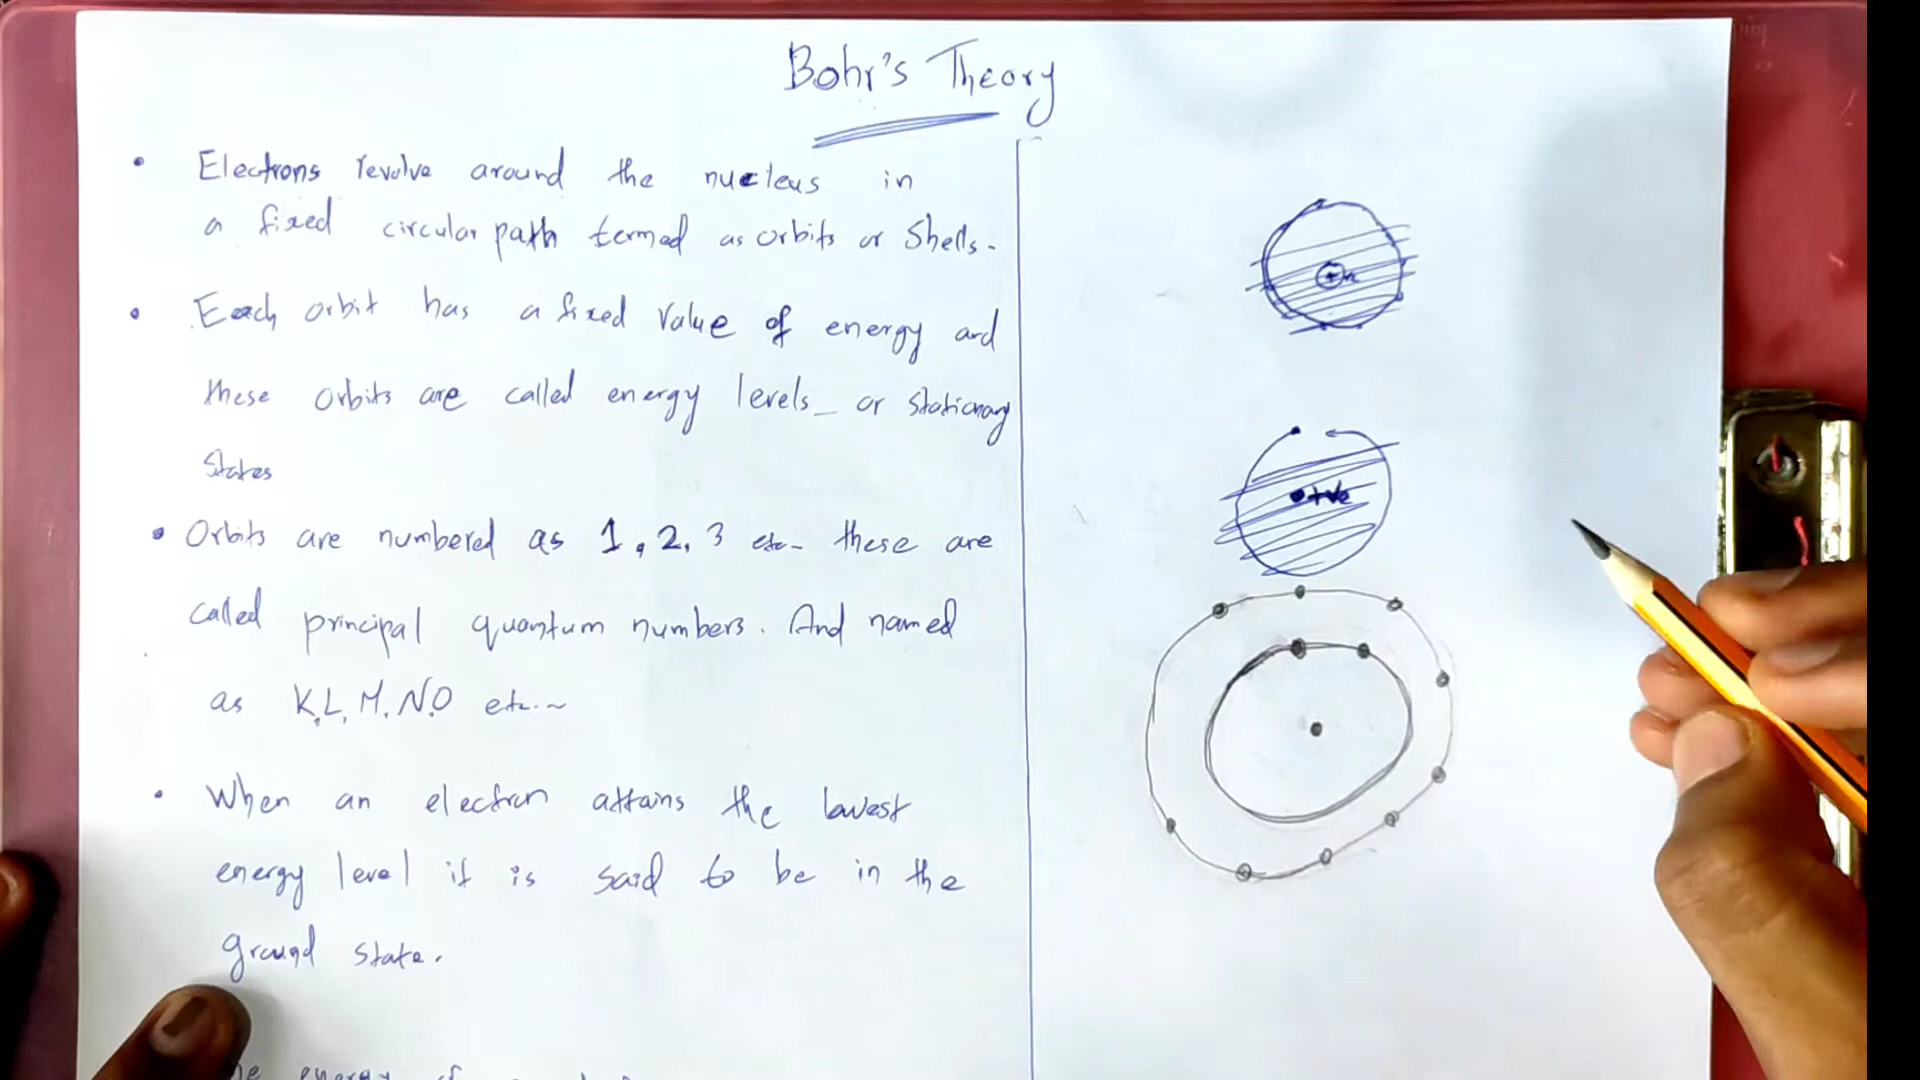 Bohr's Theory
• Electrons revolve around the nucleus in
a fixed circular path termed as orbits or Shells.
• Each orbit has a fixed value of energy and
these orbits are called energy levels or stationary
states
• Orbits are numbered as 1, 2, 3 etc.. these are
called principal quantum numbers. And named
as K, L, M, N, O etc...
• When an electron attains the lowest
energy level it is said to be in the
ground state.
energy of
+ve